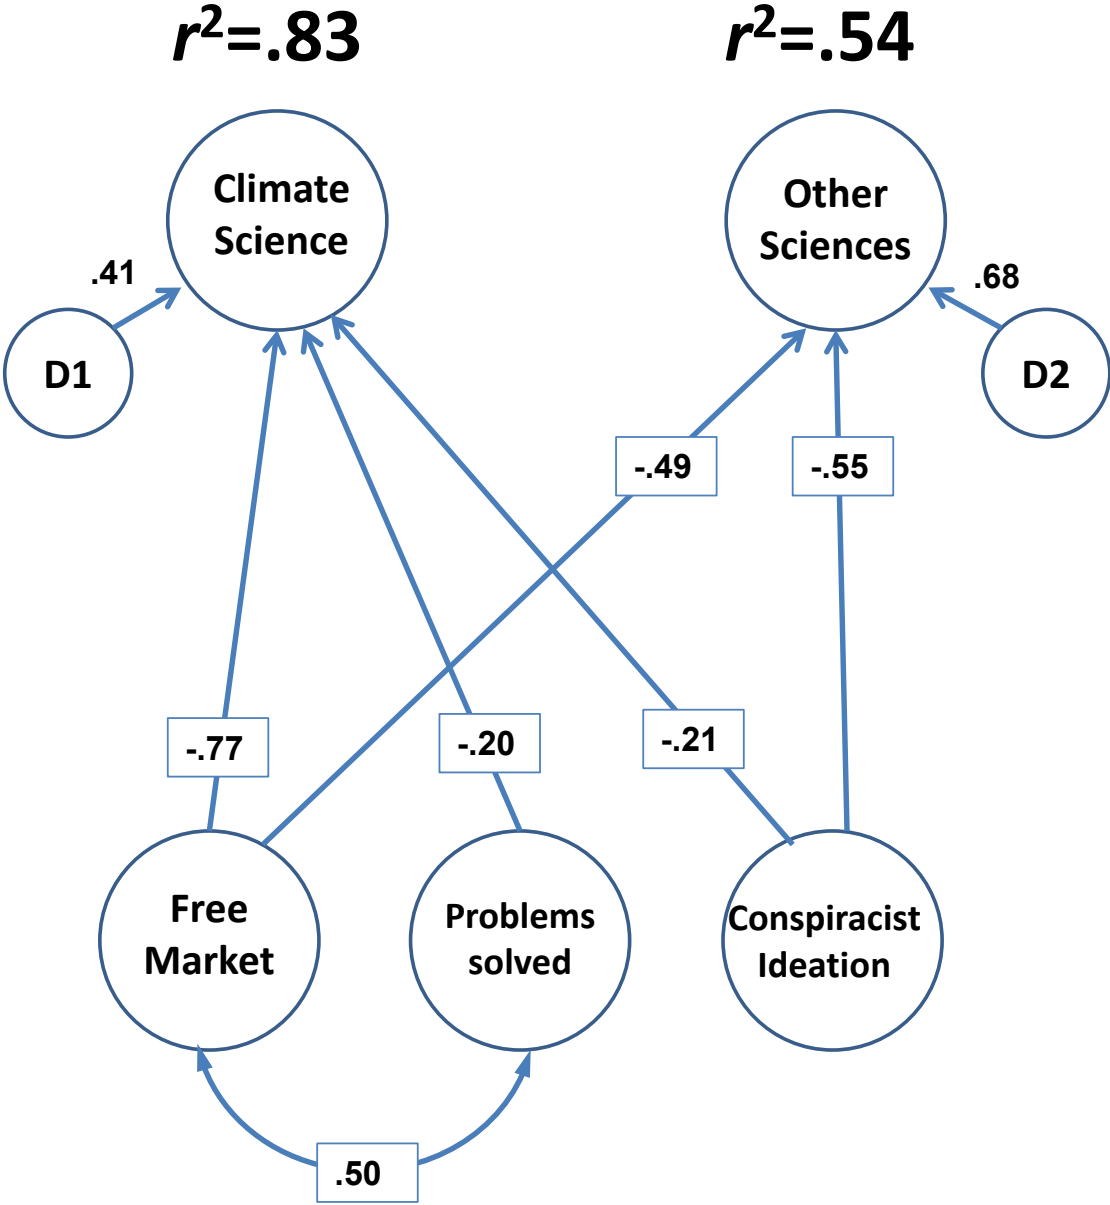 r²=.83
r²=.54
Climate
Science
Other
Sciences
.41
.68
D1
D2
-.49
-.55
-.77
-.20
-.21
Free
Market
Problems
solved
Conspiracist
Ideation
.50